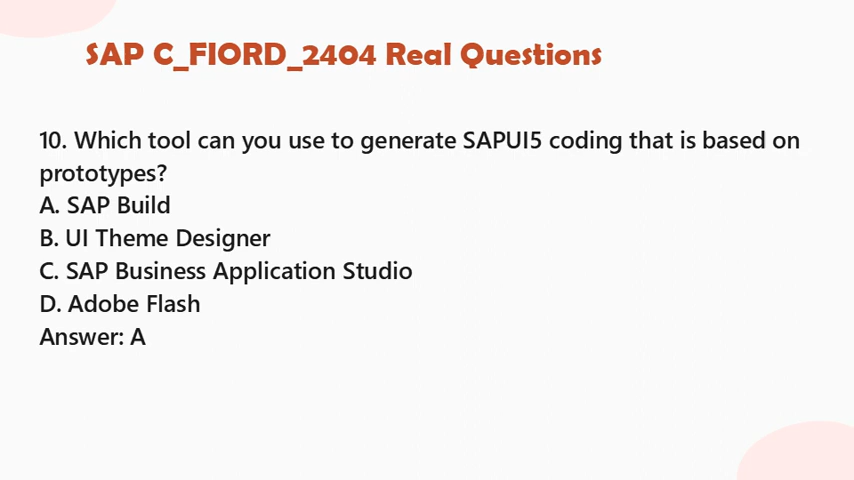 SAP C_FIORD_2404 Real Questions
10. Which tool can you use to generate SAPUI5 coding that is based on
prototypes?
A. SAP Build
B. UI Theme Designer
C. SAP Business Application Studio
D. Adobe Flash
Answer: A